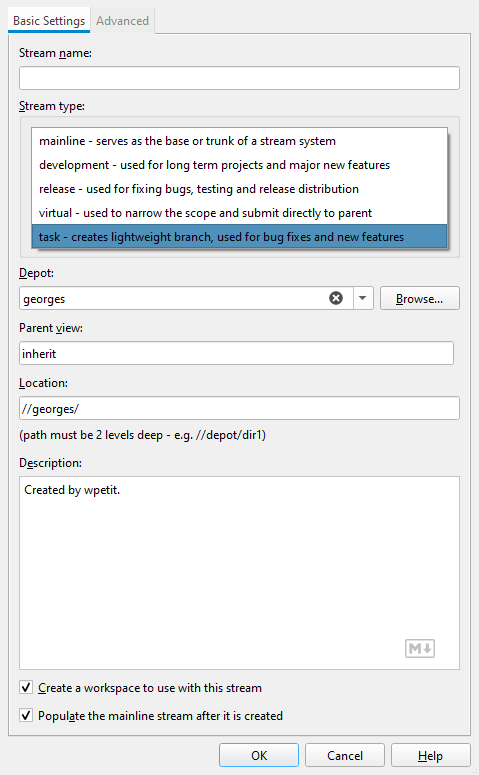 Basic Settings Advanced
Stream name:
Stream type:
mainline - serves as the base or trunk of a stream system
development - used for long term projects and major new features
release - used for fixing bugs, testing and release distribution
virtual - used to narrow the scope and submit directly to parent
task - creates lightweight branch, used for bug fixes and new features
Depot:
georges Browse...
Parent view:
inherit
Location:
//georges/
(path must be 2 levels deep - e.g. //depot/dir1)
Description:
Created by wpetit.
M
Create a workspace to use with this stream
Populate the mainline stream after it is created
OK Cancel Help